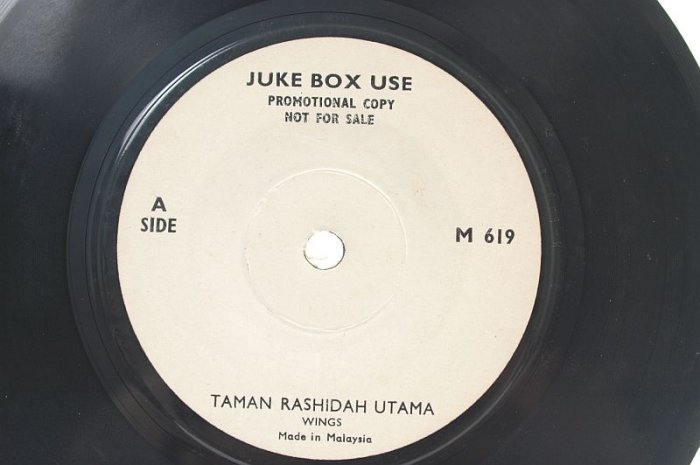 JUKE BOX USE
PROMOTIONAL COPY
NOT FOR SALE
A
SIDE
M 619
TAMAN RASHIDAH UTAMA
WINGS
Made in Malaysia